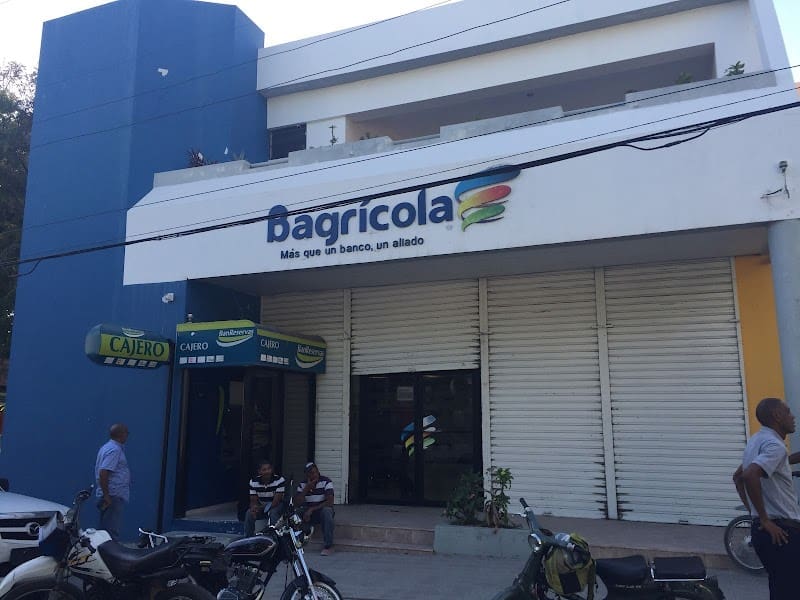 Bagrícola
Más que un banco, un aliado
CAJERO
CAJERO
BanReservas
CAJERO
BanReservas